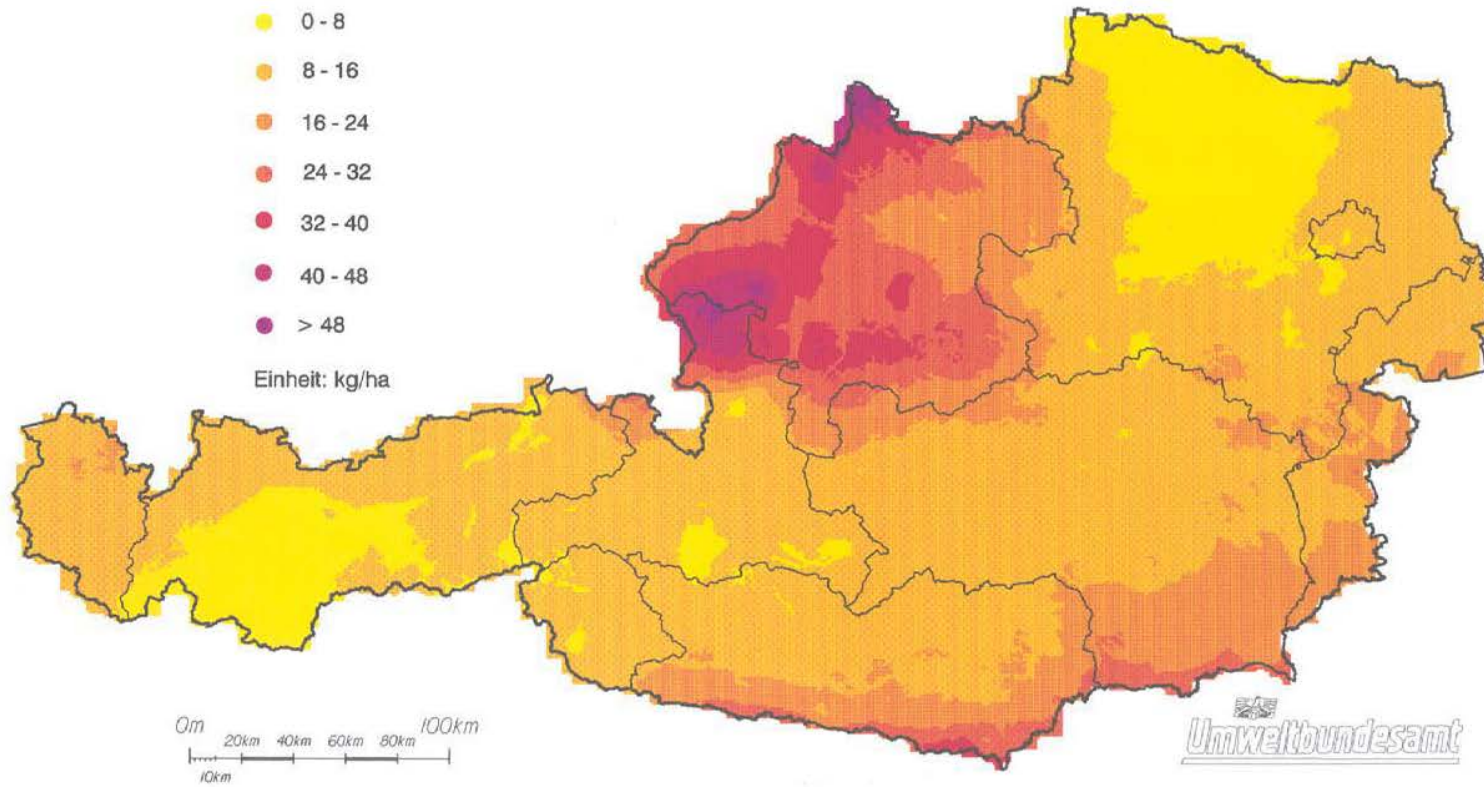 0 - 8
8 - 16
16 - 24
24 - 32
32 - 40
40 - 48
> 48
Einheit: kg/ha
0m 100km
20km 40km 60km 80km
10km
Umweltbundesamt